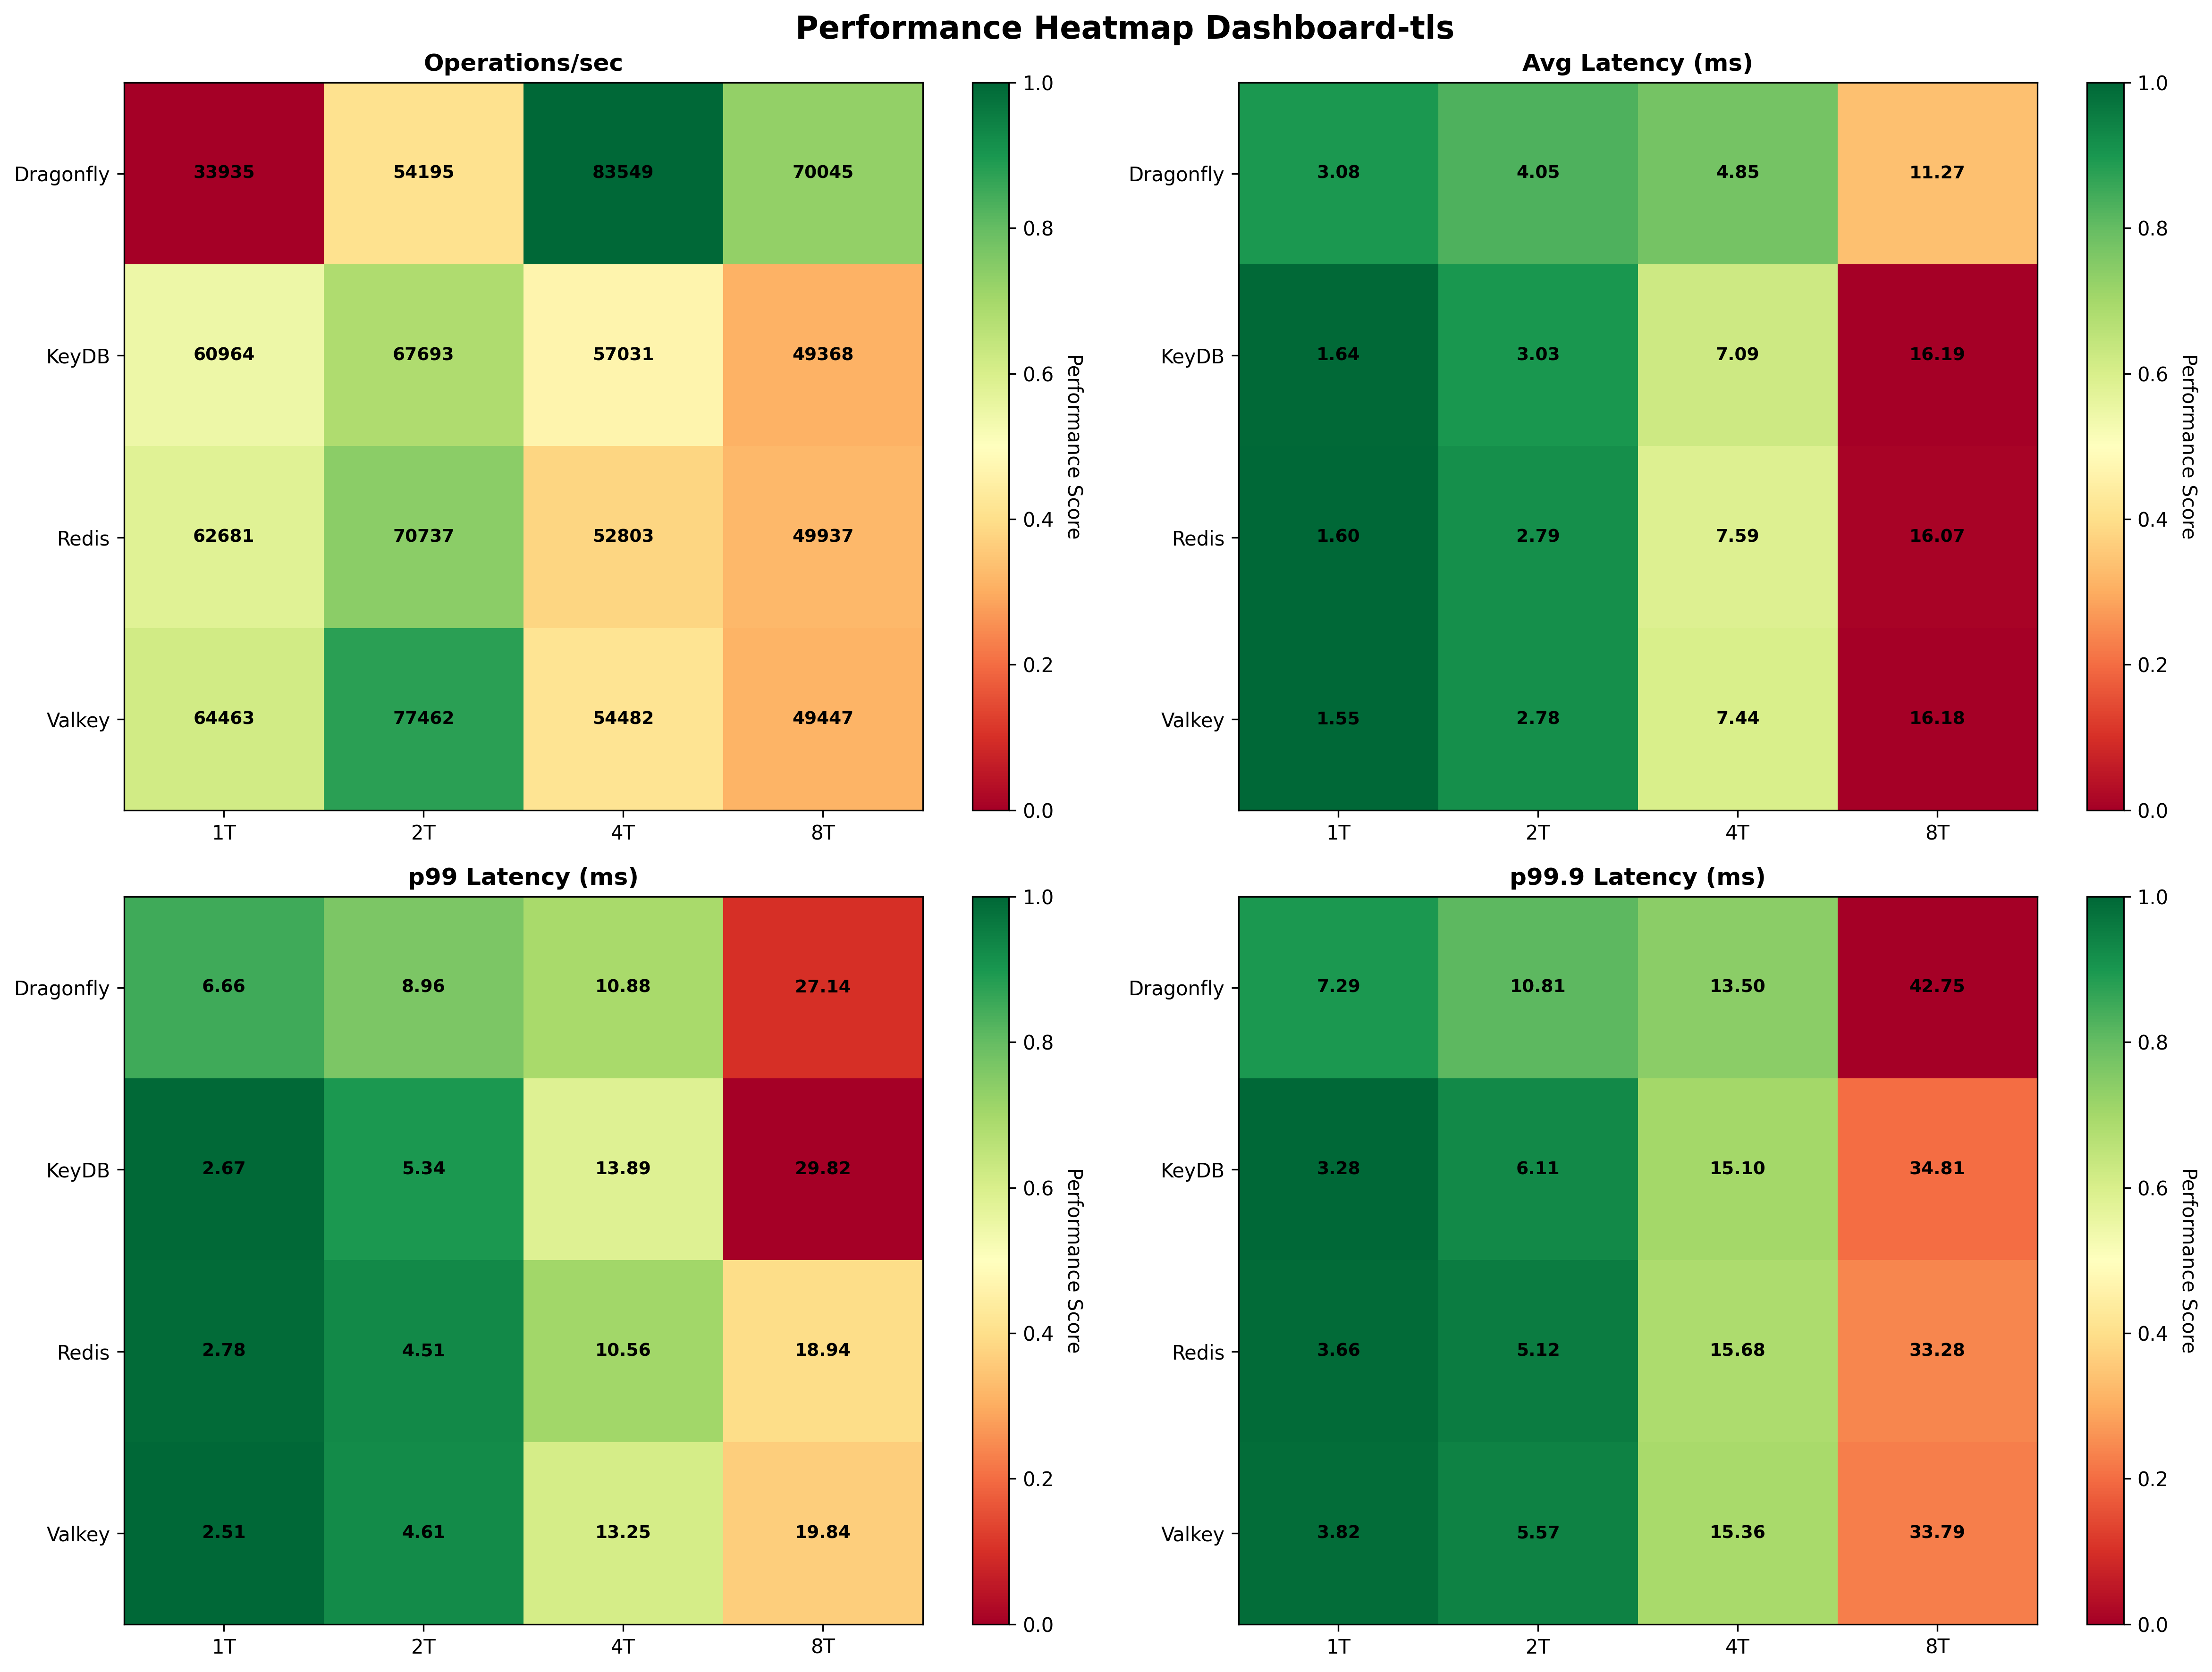 Performance Heatmap Dashboard-tls
Operations/sec
Dragonfly 33935 54195 83549 70045
KeyDB 60964 67693 57031 49368
Redis 62681 70737 52803 49937
Valkey 64463 77462 54482 49447
1T 2T 4T 8T
1.0
0.8
0.6
0.4
0.2
0.0
Performance Score
Avg Latency (ms)
Dragonfly 3.08 4.05 4.85 11.27
KeyDB 1.64 3.03 7.09 16.19
Redis 1.60 2.79 7.59 16.07
Valkey 1.55 2.78 7.44 16.18
1T 2T 4T 8T
1.0
0.8
0.6
0.4
0.2
0.0
Performance Score
p99 Latency (ms)
Dragonfly 6.66 8.96 10.88 27.14
KeyDB 2.67 5.34 13.89 29.82
Redis 2.78 4.51 10.56 18.94
Valkey 2.51 4.61 13.25 19.84
1T 2T 4T 8T
1.0
0.8
0.6
0.4
0.2
0.0
Performance Score
p99.9 Latency (ms)
Dragonfly 7.29 10.81 13.50 42.75
KeyDB 3.28 6.11 15.10 34.81
Redis 3.66 5.12 15.68 33.28
Valkey 3.82 5.57 15.36 33.79
1T 2T 4T 8T
1.0
0.8
0.6
0.4
0.2
0.0
Performance Score